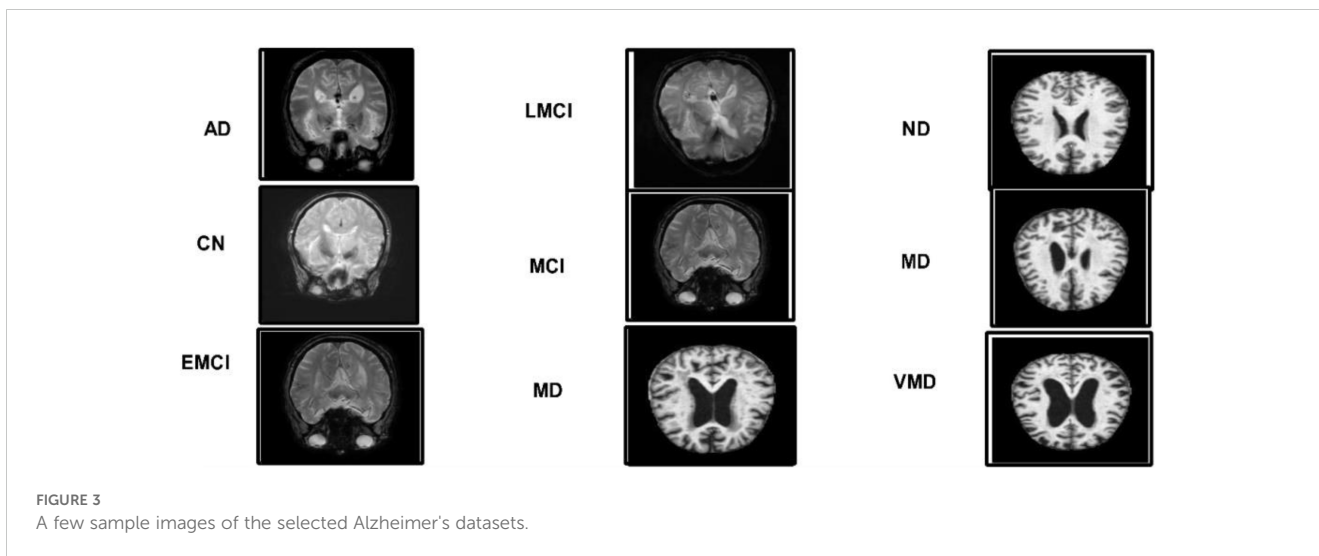 AD
CN
EMCI
LMCI
MCI
MD
ND
MD
VMD
FIGURE 3
A few sample images of the selected Alzheimer's datasets.